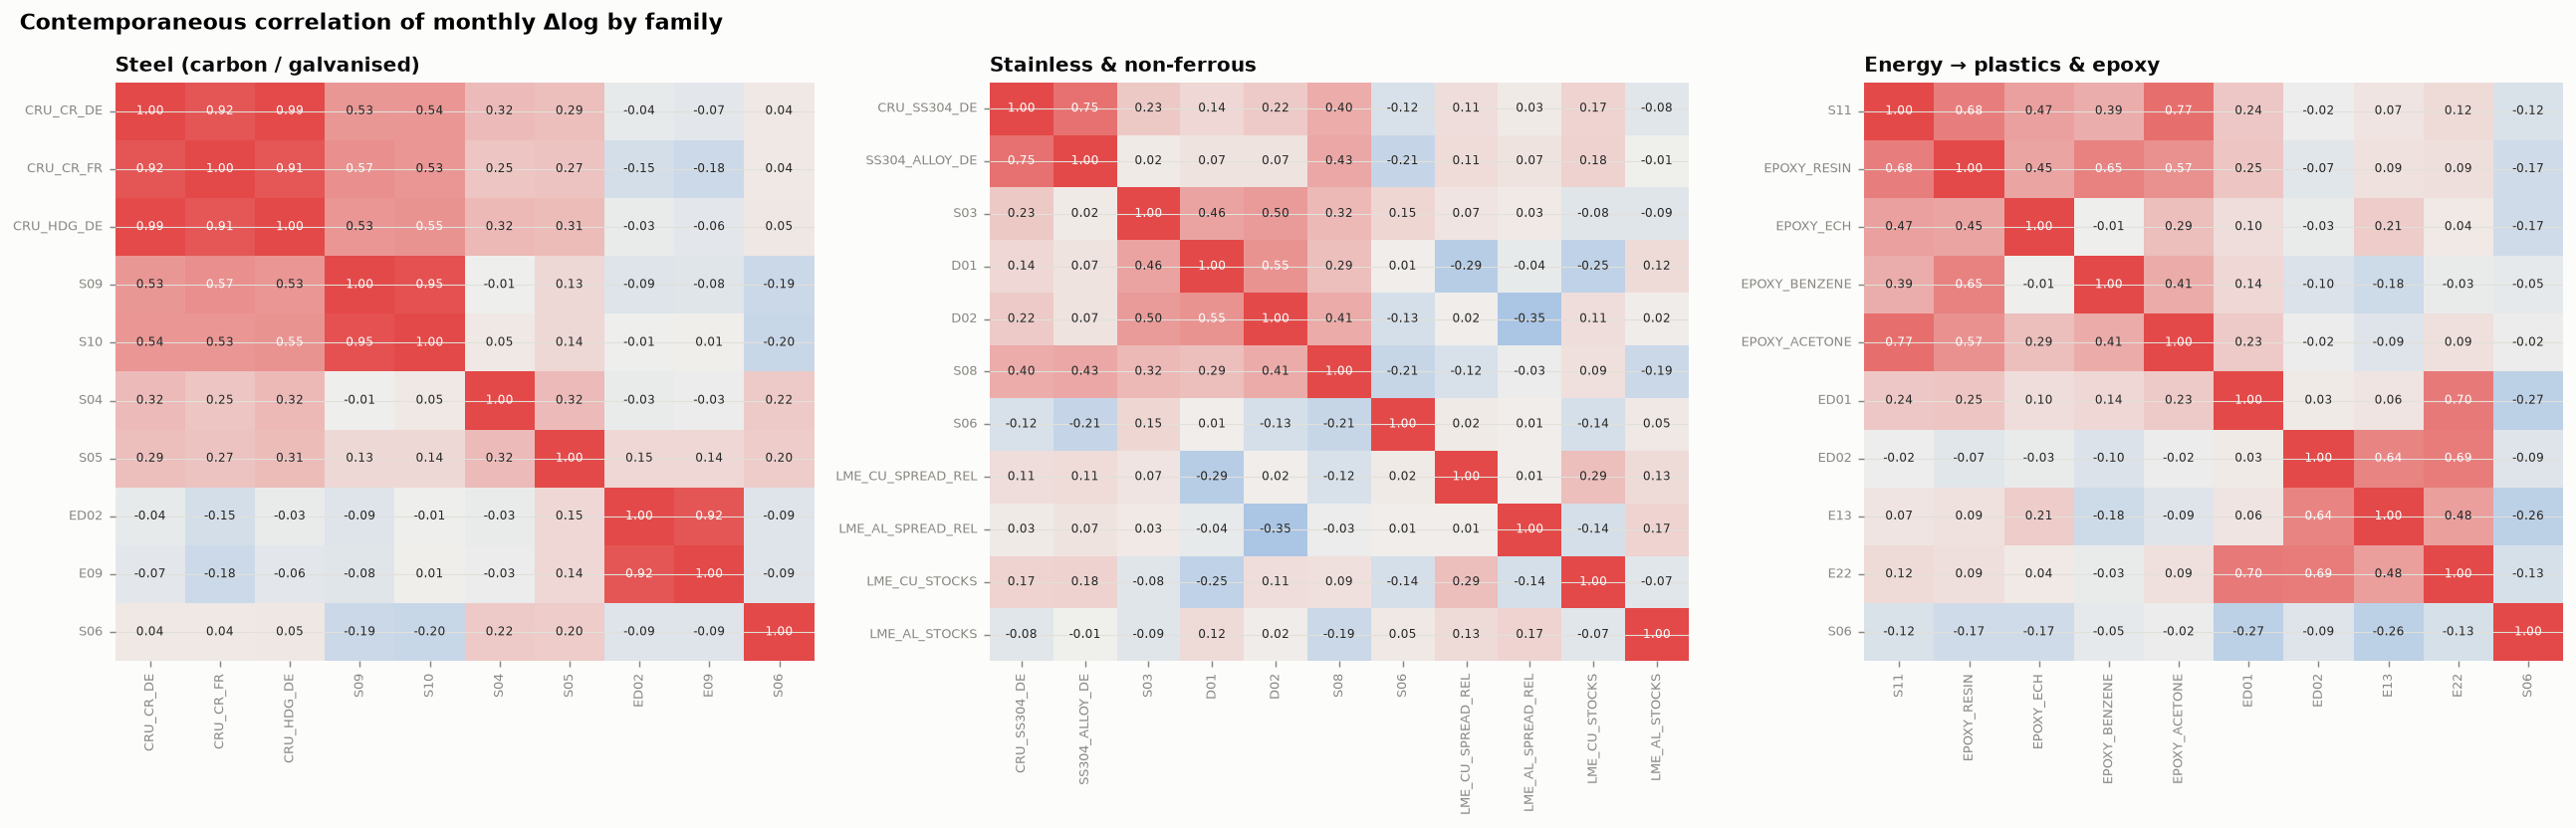 Contemporaneous correlation of monthly Δlog by family
Steel (carbon / galvanised)
CRU_CR_DE 1.00 0.92 0.99 0.53 0.54 0.32 0.29 -0.04 -0.07 0.04
CRU_CR_FR 0.92 1.00 0.91 0.57 0.53 0.25 0.27 -0.15 -0.18 0.04
CRU_HDG_DE 0.99 0.91 1.00 0.53 0.55 0.32 0.31 -0.03 -0.06 0.05
S09 0.53 0.57 0.53 1.00 0.95 -0.01 0.13 -0.09 -0.08 -0.19
S10 0.54 0.53 0.55 0.95 1.00 0.05 0.14 -0.01 0.01 -0.20
S04 0.32 0.25 0.32 -0.01 0.05 1.00 0.32 -0.03 -0.03 0.22
S05 0.29 0.27 0.31 0.13 0.14 0.32 1.00 0.15 0.14 0.20
ED02 -0.04 -0.15 -0.03 -0.09 -0.01 -0.03 0.15 1.00 0.92 -0.09
E09 -0.07 -0.18 -0.06 -0.08 0.01 -0.03 0.14 0.92 1.00 -0.09
S06 0.04 0.04 0.05 -0.19 -0.20 0.22 0.20 -0.09 -0.09 1.00
CRU_CR_DE CRU_CR_FR CRU_HDG_DE S09 S10 S04 S05 ED02 E09 S06
Stainless & non-ferrous
CRU_SS304_DE 1.00 0.75 0.23 0.14 0.22 0.40 -0.12 0.11 0.03 0.17 -0.08
SS304_ALLOY_DE 0.75 1.00 0.02 0.07 0.07 0.43 -0.21 0.11 0.07 0.18 -0.01
S03 0.23 0.02 1.00 0.46 0.50 0.32 0.15 0.07 0.03 -0.08 -0.09
D01 0.14 0.07 0.46 1.00 0.55 0.29 0.01 -0.29 -0.04 -0.25 0.12
D02 0.22 0.07 0.50 0.55 1.00 0.41 -0.13 0.02 -0.35 0.11 0.02
S08 0.40 0.43 0.32 0.29 0.41 1.00 -0.21 -0.12 -0.03 0.09 -0.19
S06 -0.12 -0.21 0.15 0.01 -0.13 -0.21 1.00 0.02 0.01 -0.14 0.05
LME_CU_SPREAD_REL 0.11 0.11 0.07 -0.29 0.02 -0.12 0.02 1.00 0.01 0.29 0.13
LME_AL_SPREAD_REL 0.03 0.07 0.03 -0.04 -0.35 -0.03 0.01 0.01 1.00 -0.14 0.17
LME_CU_STOCKS 0.17 0.18 -0.08 -0.25 0.11 0.09 -0.14 0.29 -0.14 1.00 -0.07
LME_AL_STOCKS -0.08 -0.01 -0.09 0.12 0.02 -0.19 0.05 0.13 0.17 -0.07 1.00
CRU_SS304_DE SS304_ALLOY_DE S03 D01 D02 S08 S06 LME_CU_SPREAD_REL LME_AL_SPREAD_REL LME_CU_STOCKS LME_AL_STOCKS
Energy → plastics & epoxy
S11 1.00 0.68 0.47 0.39 0.77 0.24 -0.02 0.07 0.12 -0.12
EPOXY_RESIN 0.68 1.00 0.45 0.65 0.57 0.25 -0.07 0.09 0.09 -0.17
EPOXY_ECH 0.47 0.45 1.00 -0.01 0.29 0.10 -0.03 0.21 0.04 -0.17
EPOXY_BENZENE 0.39 0.65 -0.01 1.00 0.41 0.14 -0.10 -0.18 -0.03 -0.05
EPOXY_ACETONE 0.77 0.57 0.29 0.41 1.00 0.23 -0.02 -0.09 0.09 -0.02
ED01 0.24 0.25 0.10 0.14 0.23 1.00 0.03 0.06 0.70 -0.27
ED02 -0.02 -0.07 -0.03 -0.10 -0.02 0.03 1.00 0.64 0.69 -0.09
E13 0.07 0.09 0.21 -0.18 -0.09 0.06 0.64 1.00 0.48 -0.26
E22 0.12 0.09 0.04 -0.03 0.09 0.70 0.69 0.48 1.00 -0.13
S06 -0.12 -0.17 -0.17 -0.05 -0.02 -0.27 -0.09 -0.26 -0.13 1.00
S11 EPOXY_RESIN EPOXY_ECH EPOXY_BENZENE EPOXY_ACETONE ED01 ED02 E13 E22 S06